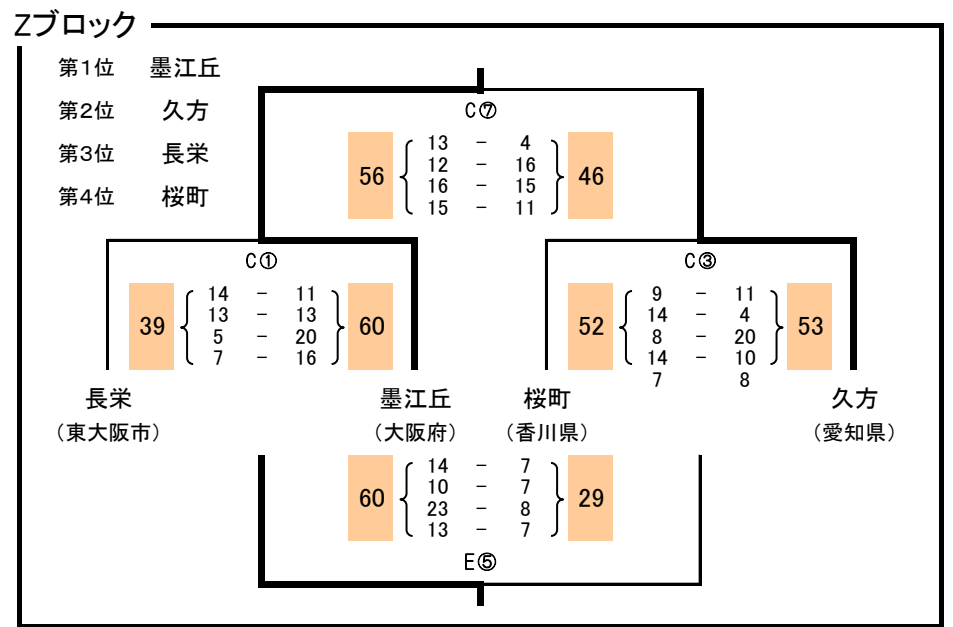 Zブロック
第1位 墨江丘
第2位 久方
第3位 長栄
第4位 桜町
C⑦
56 13 - 4 46
12 - 16
16 - 15
15 - 11
C①
39 14 - 11 60
13 - 13
5 - 20
7 - 16
C③
52 9 - 11 53
14 - 4
8 - 20
14 - 10
7 8
長栄 墨江丘 桜町 久方
(東大阪市) (大阪府) (香川県) (愛知県)
60 14 - 7 29
10 - 7
23 - 8
13 - 7
E⑤